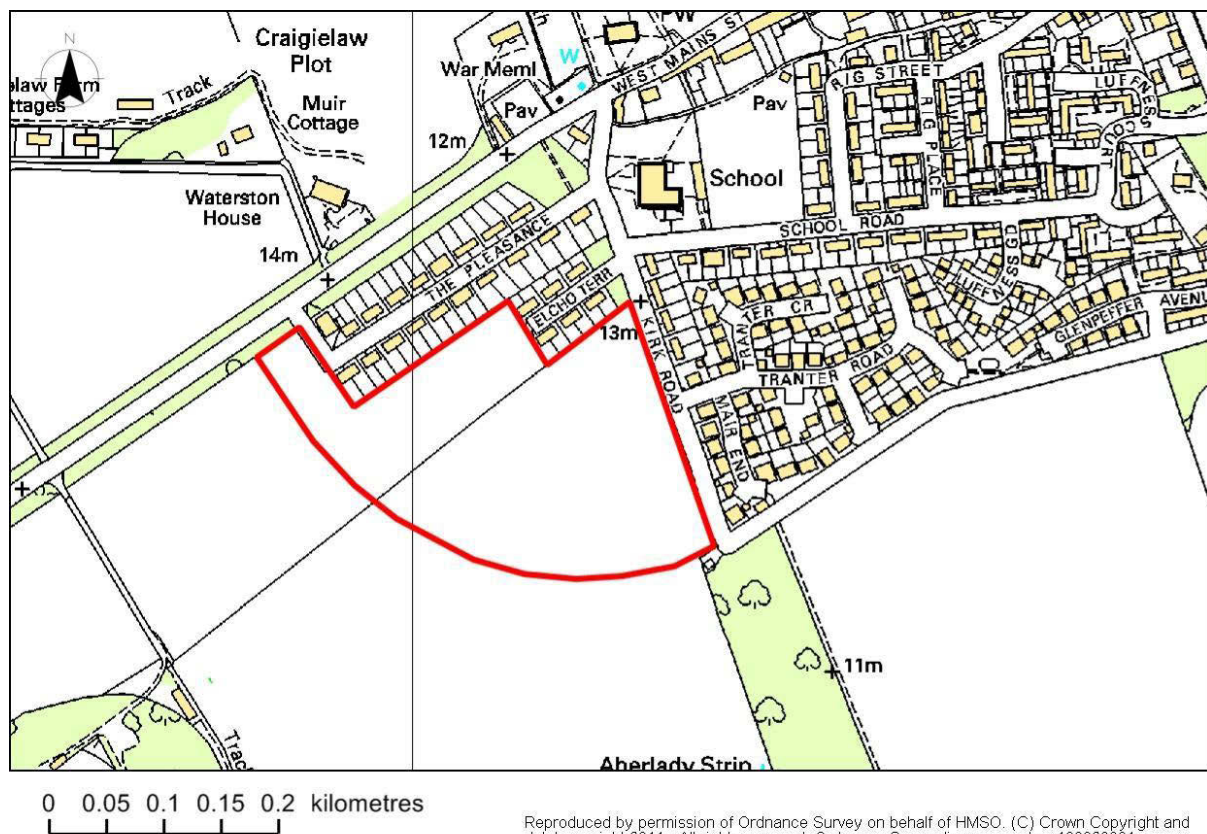 N
Craigielaw
Plot
Track
Muir
Cottage
Waterston
House
War Meml
W
Pav
WEST MAINS ST
12m
14m
THE PLEASANCE
ELCHO TERR
School
Pav
RIG STREET
RIG PLACE
LUFFNESS COURT
SCHOOL ROAD
13m
KIRK ROAD
TRANTER CR
TRANTER ROAD
MAIR END
GLENPEFFER AVENU
11m
Track
Aberlady Strip
0 0.05 0.1 0.15 0.2 kilometres
Reproduced by permission of Ordnance Survey on behalf of HMSO. (C) Crown Copyright and